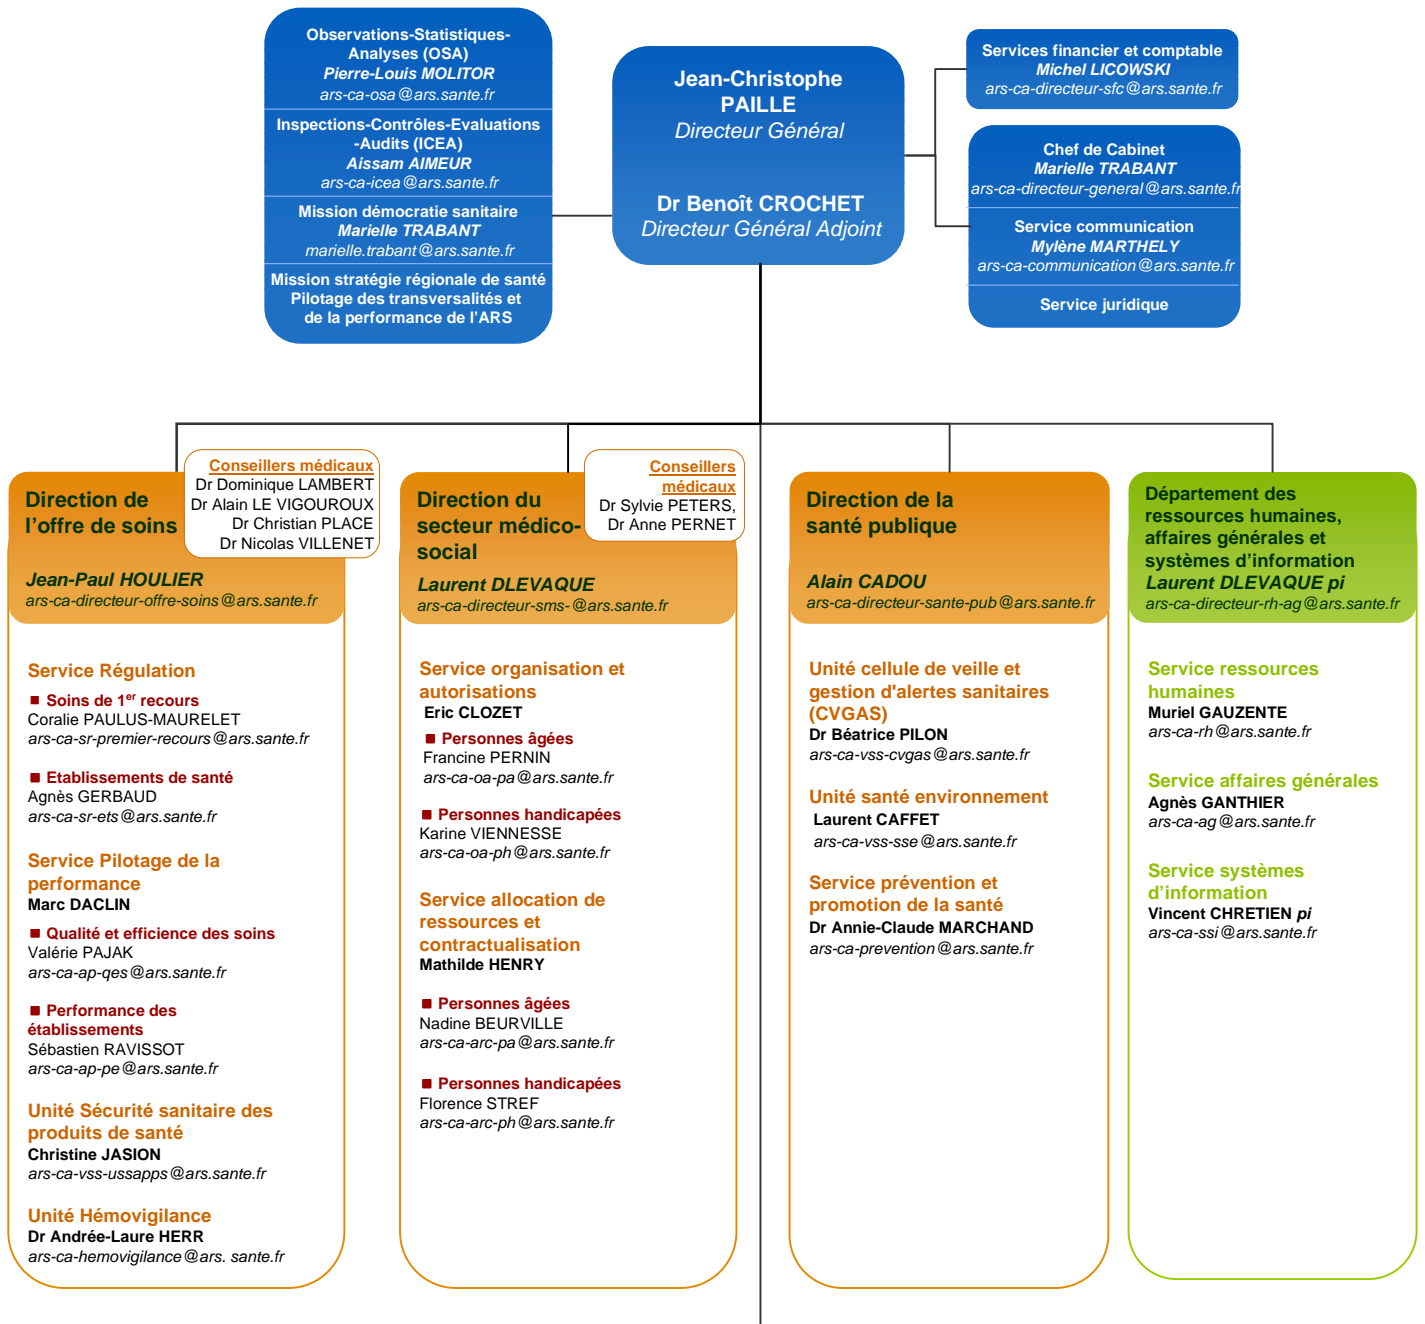 Observations-Statistiques-
Analyses (OSA)
Pierre-Louis MOLITOR
ars-ca-osa@ars.sante.fr
Inspections-Contrôles-Evaluations
-Audits (ICEA)
Aissam AIMEUR
ars-ca-icea@ars.sante.fr
Mission démocratie sanitaire
Marielle TRABANT
marielle.trabant@ars.sante.fr
Mission stratégie régionale de santé
Pilotage des transversalités et
de la performance de l’ARS
Jean-Christophe
PAILLE
Directeur Général
Dr Benoît CROCHET
Directeur Général Adjoint
Services financier et comptable
Michel LICOWSKI
ars-ca-directeur-sfc@ars.sante.fr
Chef de Cabinet
Marielle TRABANT
ars-ca-directeur-general@ars.sante.fr
Service communication
Mylène MARTHELY
ars-ca-communication@ars.sante.fr
Service juridique
Direction de
l’offre de soins
Conseillers médicaux
Dr Dominique LAMBERT
Dr Alain LE VIGOUROUX
Dr Christian PLACE
Dr Nicolas VILLENET
Jean-Paul HOULIER
ars-ca-directeur-offre-soins@ars.sante.fr
Service Régulation
■ Soins de 1er recours
Coralie PAULUS-MAURELET
ars-ca-sr-premier-recours@ars.sante.fr
■ Etablissements de santé
Agnès GERBAUD
ars-ca-sr-ets@ars.sante.fr
Service Pilotage de la
performance
Marc DACLIN
■ Qualité et efficience des soins
Valérie PAJAK
ars-ca-ap-qes@ars.sante.fr
■ Performance des
établissements
Sébastien RAVISSOT
ars-ca-ap-pe@ars.sante.fr
Unité Sécurité sanitaire des
produits de santé
Christine JASION
ars-ca-vss-ussapps@ars.sante.fr
Unité Hémovigilance
Dr Andrée-Laure HERR
ars-ca-hemovigilance@ars. sante.fr
Direction du
secteur médico-
social
Conseillers
médicaux
Dr Sylvie PETERS,
Dr Anne PERNET
Laurent DLEVAQUE
ars-ca-directeur-sms-@ars.sante.fr
Service organisation et
autorisations
Eric CLOZET
■ Personnes âgées
Francine PERNIN
ars-ca-oa-pa@ars.sante.fr
■ Personnes handicapées
Karine VIENNESSE
ars-ca-oa-ph@ars.sante.fr
Service allocation de
ressources et
contractualisation
Mathilde HENRY
■ Personnes âgées
Nadine BEURVILLE
ars-ca-arc-pa@ars.sante.fr
■ Personnes handicapées
Florence STREF
ars-ca-arc-ph@ars.sante.fr
Direction de la
santé publique
Alain CADOU
ars-ca-directeur-sante-pub@ars.sante.fr
Unité cellule de veille et
gestion d'alertes sanitaires
(CVGAS)
Dr Béatrice PILON
ars-ca-vss-cvgas@ars.sante.fr
Unité santé environnement
Laurent CAFFET
ars-ca-vss-sse@ars.sante.fr
Service prévention et
promotion de la santé
Dr Annie-Claude MARCHAND
ars-ca-prevention@ars.sante.fr
Département des
ressources humaines,
affaires générales et
systèmes d’information
Laurent DLEVAQUE pi
ars-ca-directeur-rh-ag@ars.sante.fr
Service ressources
humaines
Muriel GAUZENTE
ars-ca-rh@ars.sante.fr
Service affaires générales
Agnès GANTHIER
ars-ca-ag@ars.sante.fr
Service systèmes
d’information
Vincent CHRETIEN pi
ars-ca-ssi@ars.sante.fr